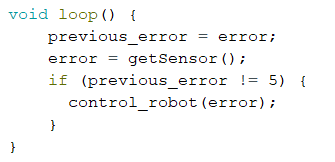 void loop() {
    previous_error = error;
    error = getSensor();
    if (previous_error != 5) {
      control_robot(error);
    }
}